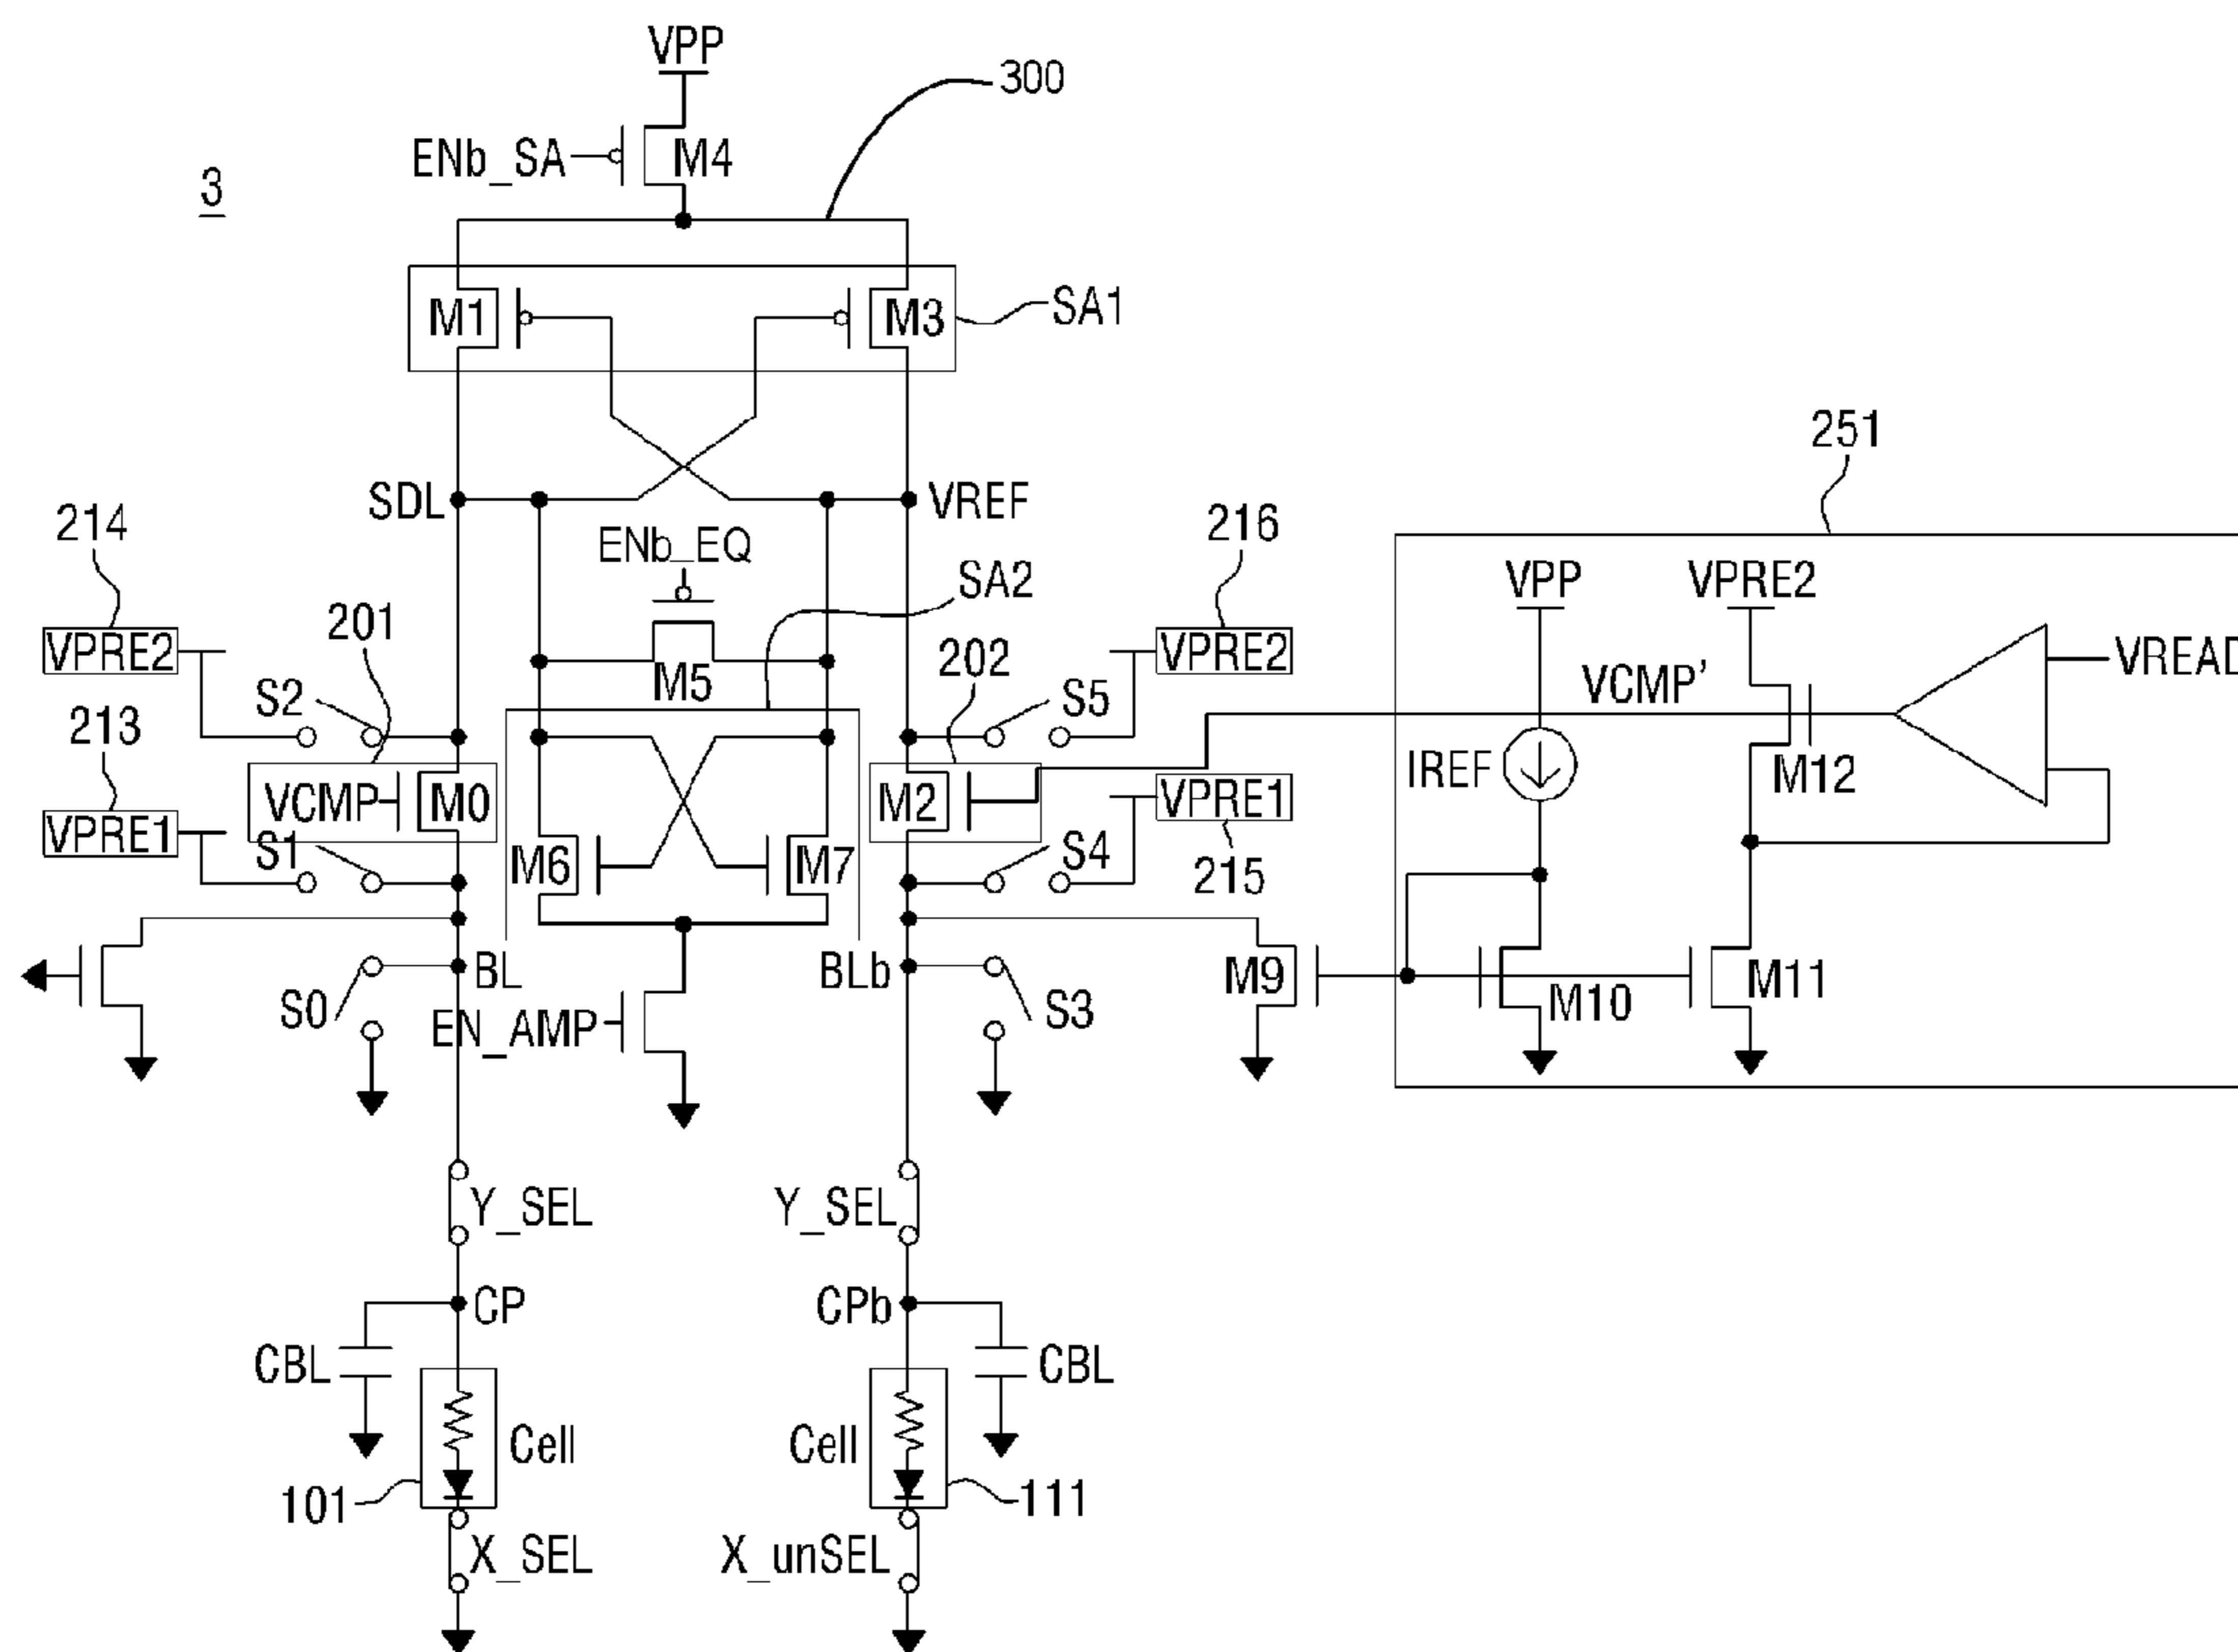 VPP
300
ENb_SA
M4
3
M1
M3
SA1
251
SDL
VREF
214
ENb_EQ
216
VPP
VPRE2
SA2
201
VPRE2
202
VPRE2
VREAD
S2
M5
S5
VCMP'
213
IREF
M12
VCMP
M0
M2
VPRE1
VPRE1
S1
M6
M7
S4
215
BL
BLb
M9
M11
S0
EN_AMP
S3
M10
Y_SEL
Y_SEL
CP
CPb
CBL
CBL
Cell
Cell
101
111
X_SEL
X_unSEL